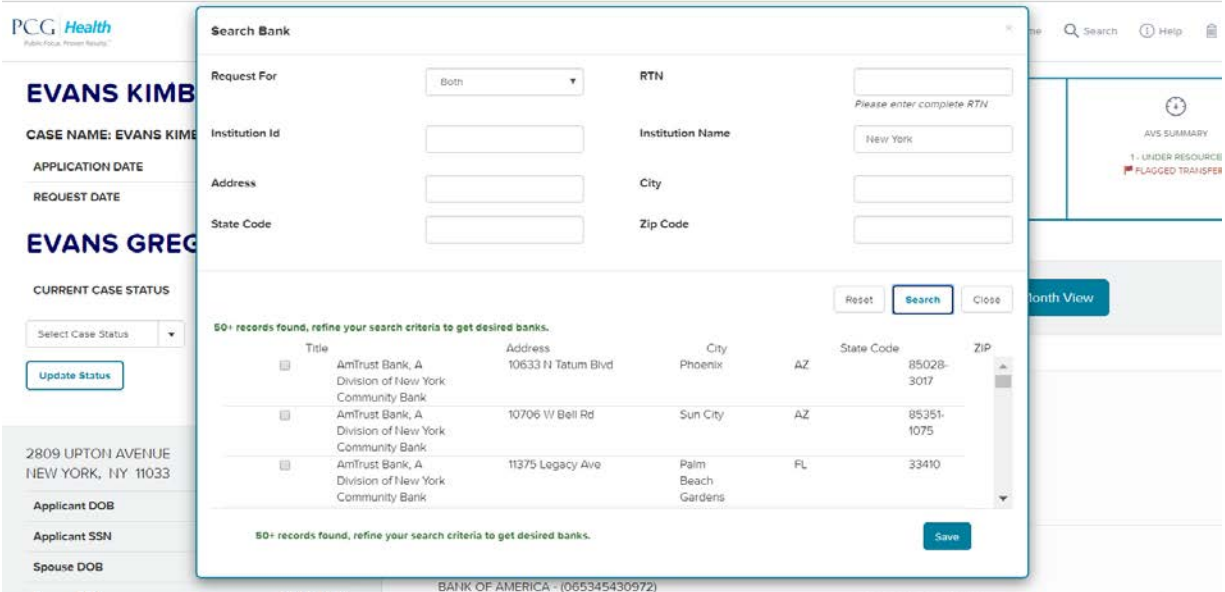 PCG Health
Public Focus. Proven Results.™
Search Help
EVANS KIMB
CASE NAME: EVANS KIME
APPLICATION DATE
REQUEST DATE
EVANS GREG
CURRENT CASE STATUS
Select Case Status
Update Status
2809 UPTON AVENUE
NEW YORK, NY 11033
Applicant DOB
Applicant SSN
Spouse DOB
Search Bank ×
Request For Both RTN
Please enter complete RTN
Institution Id Institution Name New York
Address City
State Code Zip Code
Reset Search Close
50+ records found, refine your search criteria to get desired banks.
Title Address City State Code ZIP
AmTrust Bank, A 10633 N Tatum Blvd Phoenix AZ 85028-
Division of New York 3017
Community Bank
AmTrust Bank, A 10706 W Bell Rd Sun City AZ 85351-
Division of New York 1075
Community Bank
AmTrust Bank, A 11375 Legacy Ave Palm FL 33410
Division of New York Beach
Community Bank Gardens
50+ records found, refine your search criteria to get desired banks.
Save
AVS SUMMARY
1 - UNDER RESOURCE
FLAGGED TRANSFER
Month View
BANK OF AMERICA - (065345430972)